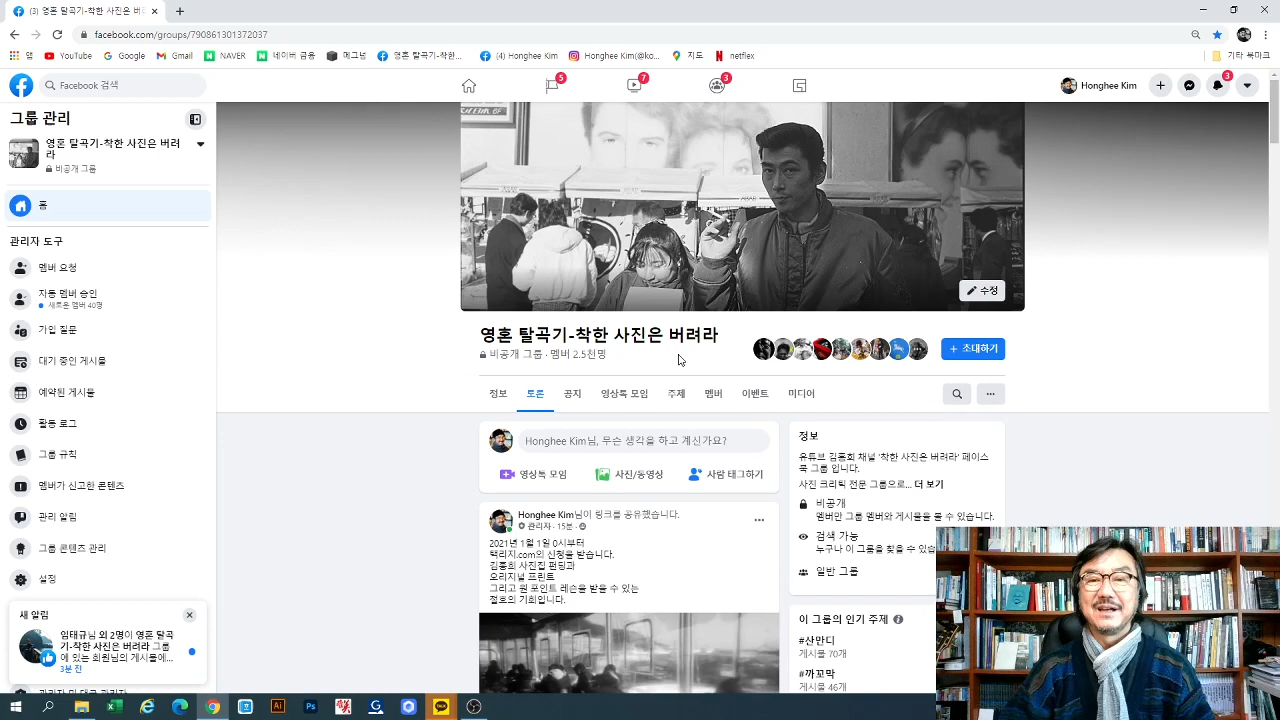 (3) 영혼 탈곡기-착한 사진은 버려
facebook.com/groups/790861301372037
앱
YouTube
Google
Gmail
NAVER
네이버 금융
메그넘
영혼 탈곡기-착한...
(4) Honghee Kim
Honghee Kim(@ko...
지도
netflex
기타 북마크
Facebook 검색
5
7
3
Honghee Kim
3
그룹 관리
영혼 탈곡기-착한 사진은 버려
라
비공개 그룹
홈
관리자 도구
멤버 요청
자동 멤버 승인
새로운 멤버 40명
가입 질문
대기 중인 게시물
예약된 게시물
활동 로그
그룹 규칙
멤버가 신고한 콘텐츠
관리 알림
그룹 콘텐츠 관리
설정
새 알림
임태규님 외 2명이 영혼 탈곡
기-착한 사진은 버려라 그룹
에 있는 회원님의 게시물에...
3분 전
수정
영혼 탈곡기-착한 사진은 버려라
비공개 그룹 · 멤버 2.5천명
+ 초대하기
정보
토론
공지
영상톡 모임
주제
멤버
이벤트
미디어
Honghee Kim님, 무슨 생각을 하고 계신가요?
영상톡 모임
사진/동영상
사람 태그하기
Honghee Kim님이 링크를 공유했습니다.
관리자 · 15분
2021년 1월 1일 0시부터
택리지.com의 신청을 받습니다.
김홍희 사진집 펀딩과
오리지널 프린트
그리고 원 포인트 레슨을 받을 수 있는
절호의 기회입니다.
정보
유튜브 김홍희 채널 '착한 사진은 버려라' 페이스
북 그룹 입니다.
사진 크리틱 전문 그룹으로... 더 보기
비공개
멤버만 그룹 멤버와 게시물을 볼 수 있습니다.
검색 가능
누구나 이 그룹을 찾을 수 있습
일반 그룹
이 그룹의 인기 주제
#산만디
게시물 70개
#까꼬막
게시물 46개